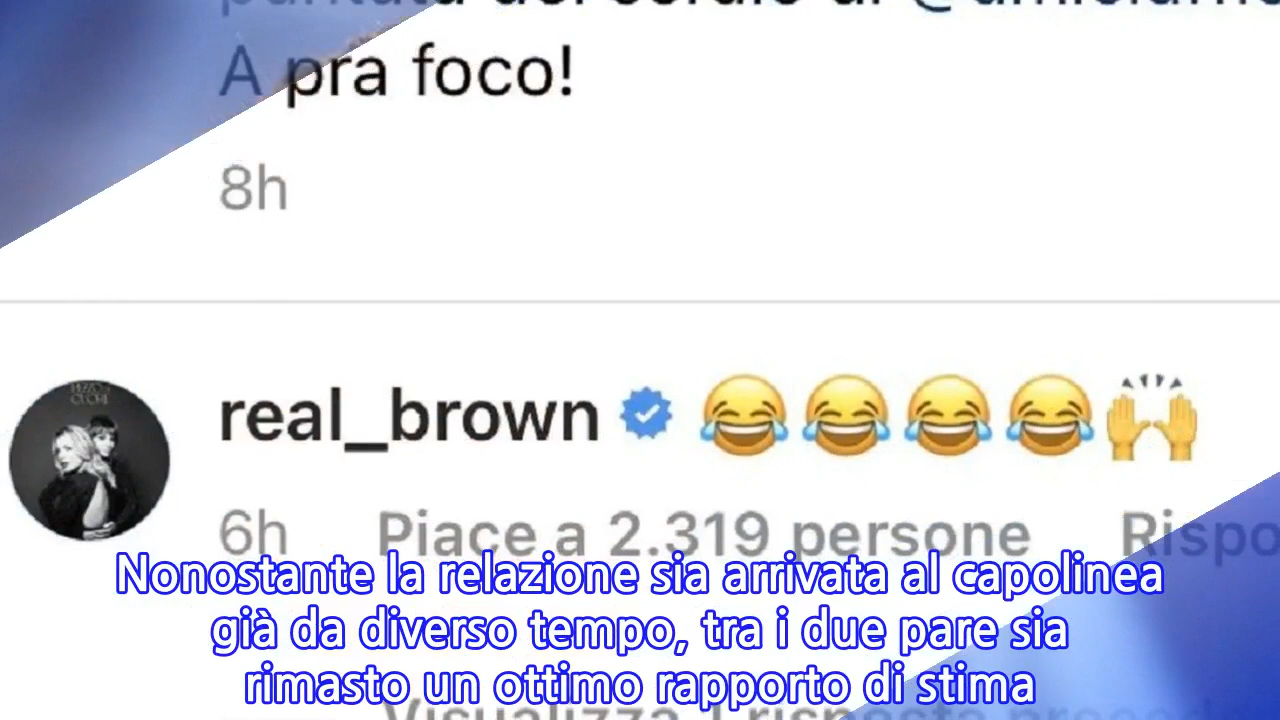 A pra foco!
8h
real_brown 😂😂😂😂🙌
6h Piace a 2.319 persone Rispo
Nonostante la relazione sia arrivata al capolinea
già da diverso tempo, tra i due pare sia
rimasto un ottimo rapporto di stima